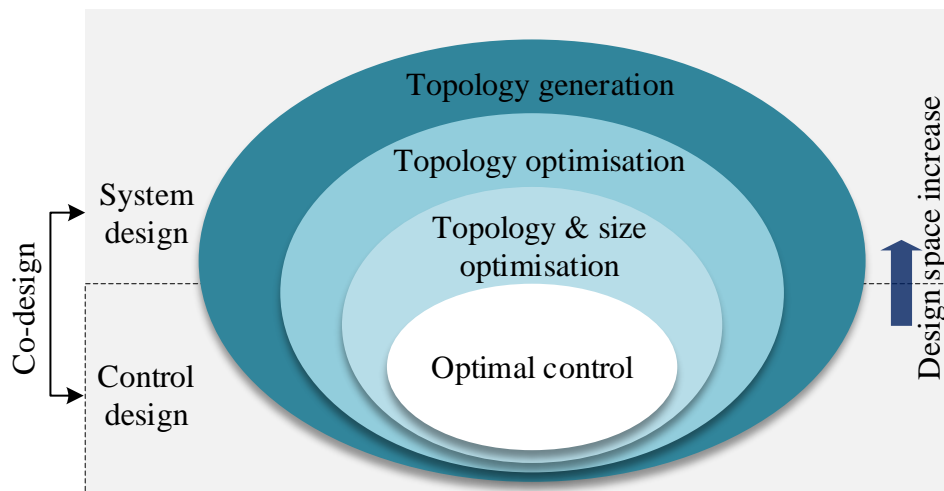 Topology generation
Topology optimisation
Topology & size
optimisation
Optimal control
System
design
Control
design
Co-design
Design space increase